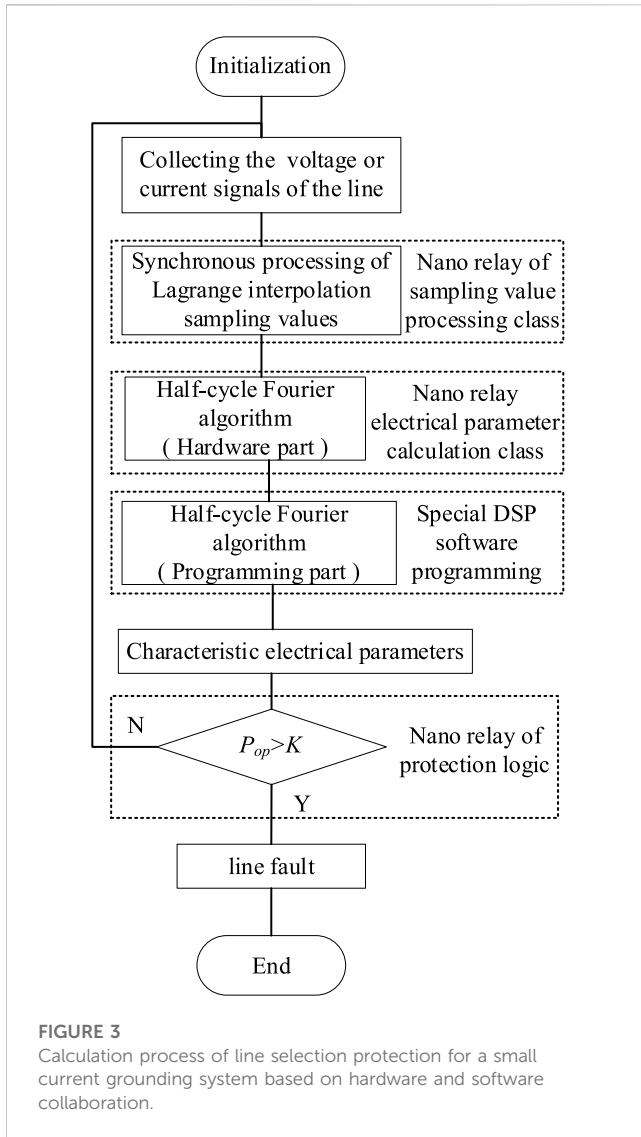 Initialization
Collecting the voltage or
current signals of the line
Synchronous processing of
Lagrange interpolation
sampling values
Nano relay of
sampling value
processing class
Half-cycle Fourier
algorithm
( Hardware part )
Nano relay
electrical parameter
calculation class
Half-cycle Fourier
algorithm
( Programming part )
Special DSP
software
programming
Characteristic electrical parameters
N
Pop>K
Nano relay of
protection logic
Y
line fault
End
FIGURE 3
Calculation process of line selection protection for a small
current grounding system based on hardware and software
collaboration.